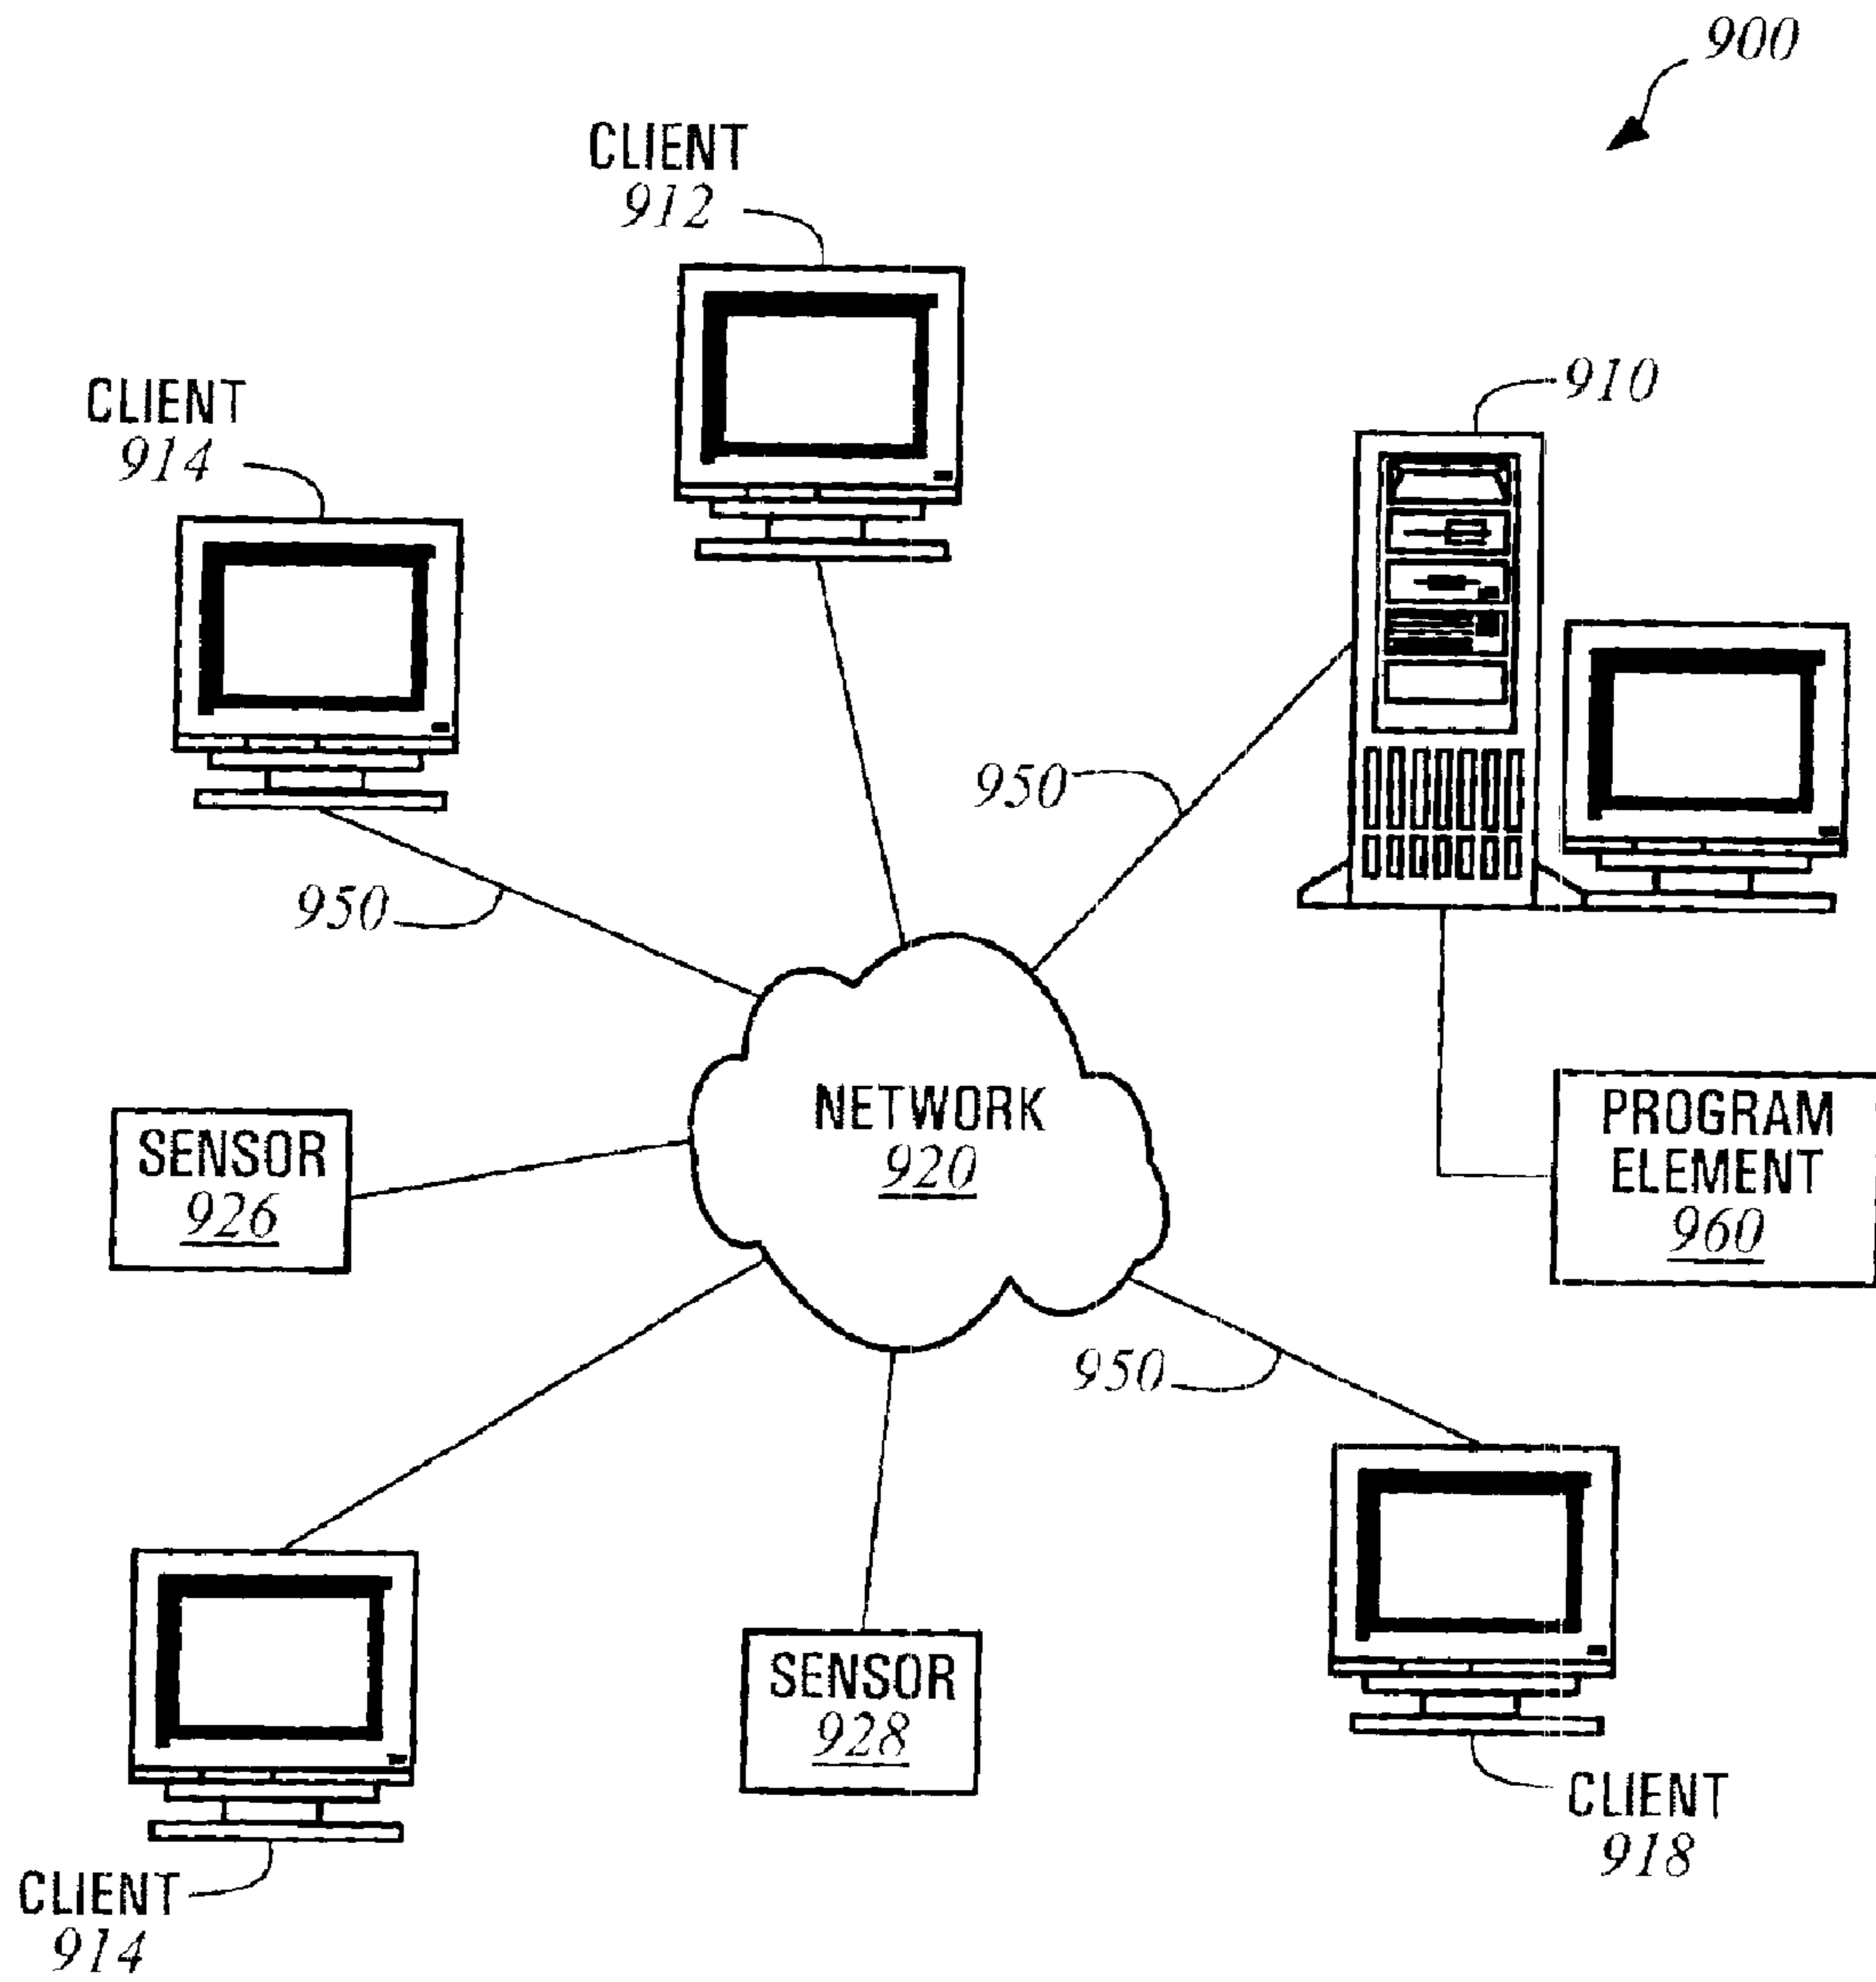 900
CLIENT
912
910
CLIENT
914
950
950
NETWORK
920
PROGRAM
ELEMENT
960
SENSOR
926
950
SENSOR
928
CLIENT
918
CLIENT
914